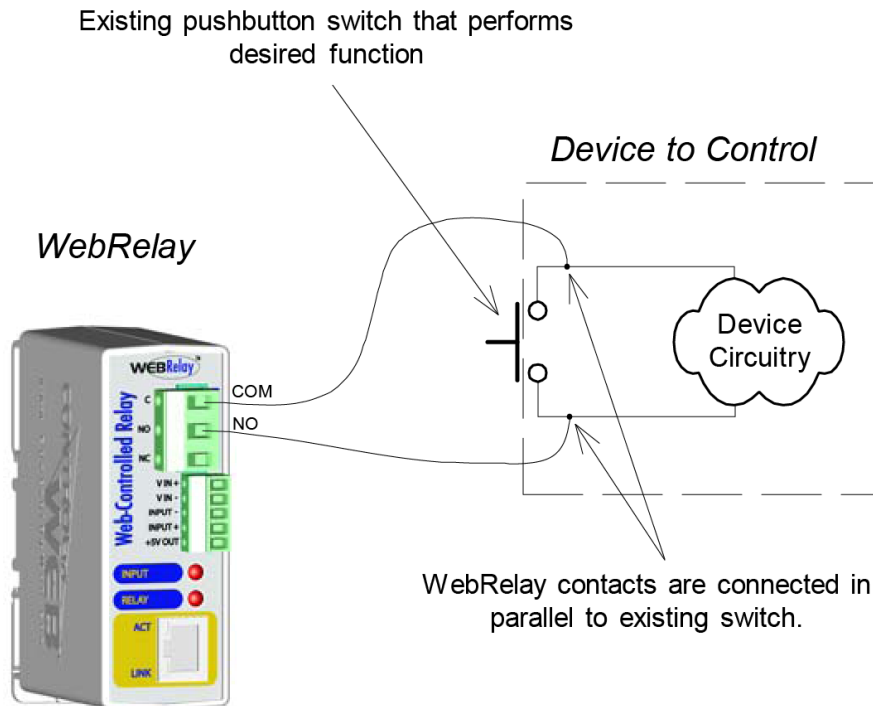 Existing pushbutton switch that performs
desired function
Device to Control
WebRelay
WEBRelay
Web-Controlled Relay
C
COM
NO
NO
NC
V IN +
V IN -
INPUT -
INPUT +
+5V OUT
INPUT
RELAY
ACT
LINK
Device
Circuitry
WebRelay contacts are connected in
parallel to existing switch.